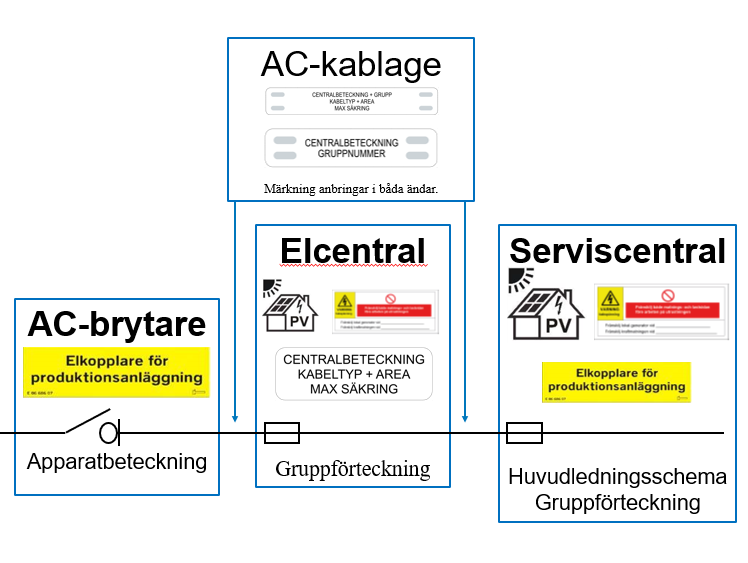 AC-kablage
CENTRALBETECKNING + GRUPP
KABELTYP + AREA
MAX SÄKRING
CENTRALBETECKNING
GRUPPNUMMER
Märkning anbringar i båda ändar.
AC-brytare
Elkopplare för
produktionsanläggning
Apparatbeteckning
Elcentral
PV
CENTRALBETECKNING
KABELTYP + AREA
MAX SÄKRING
Gruppförteckning
Serviscentral
PV
VARNING
Elkopplare för
produktionsanläggning
Huvudledningsschema
Gruppförteckning